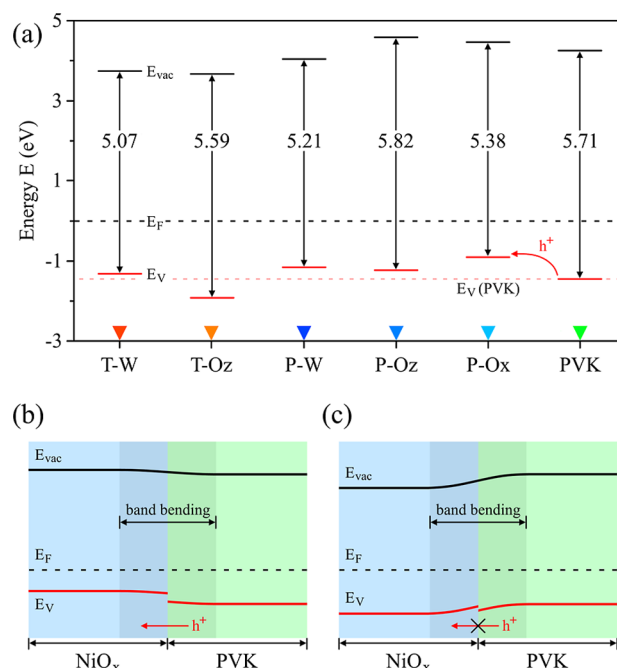 (a)
5
3
1
-1
-3
Energy E (eV)
E_vac
5.07
5.59
5.21
5.82
5.38
5.71
E_F
h⁺
E_V
E_V (PVK)
T-W
T-Oz
P-W
P-Oz
P-Ox
PVK
(b)
E_vac
band bending
E_F
E_V
h⁺
NiOₓ
PVK
(c)
E_vac
band bending
E_F
E_V
h⁺
NiOₓ
PVK